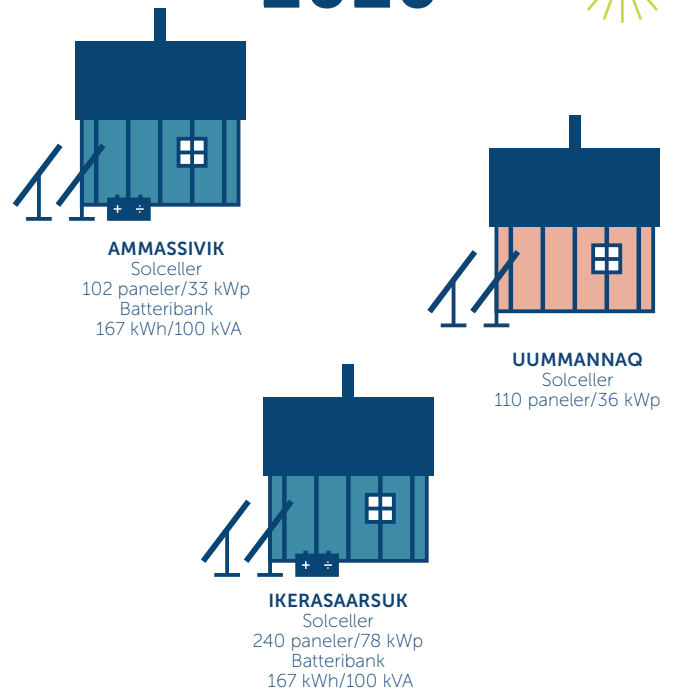 AMMASSIVIK
Solceller
102 paneler/33 kWp
Batteribank
167 kWh/100 kVA
UUMMANNAQ
Solceller
110 paneler/36 kWp
IKERASAARSUK
Solceller
240 paneler/78 kWp
Batteribank
167 kWh/100 kVA